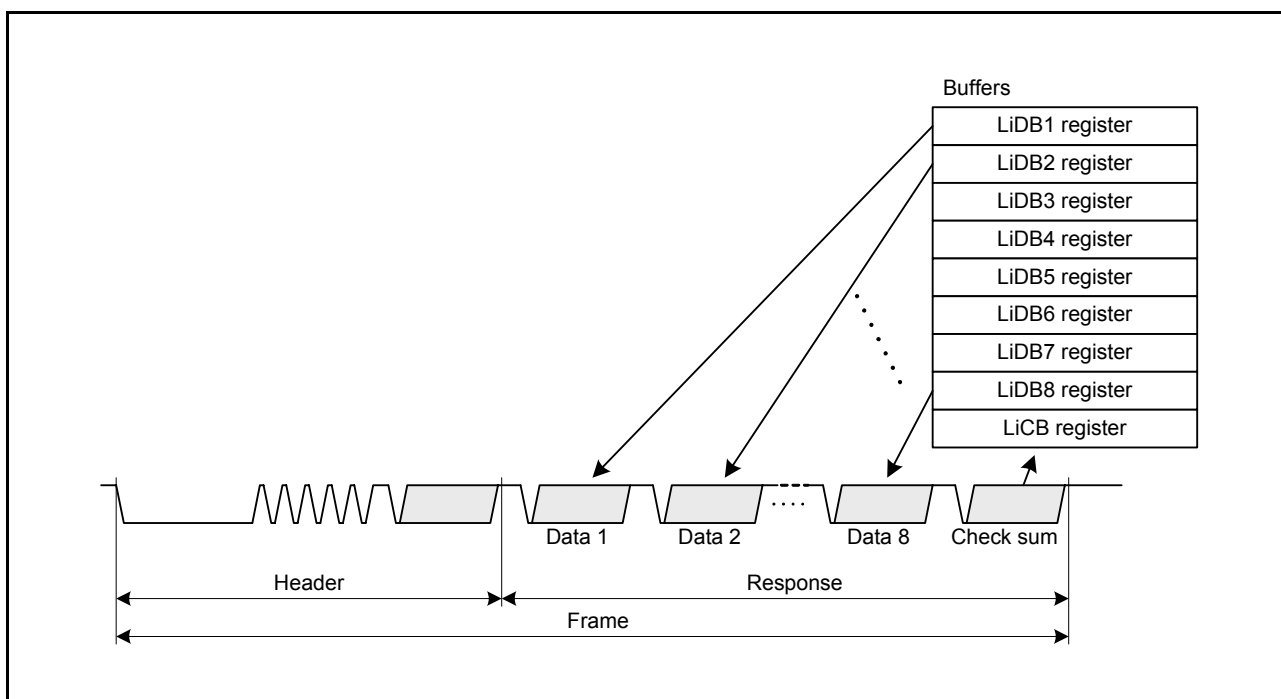 Buffers
LiDB1 register
LiDB2 register
LiDB3 register
LiDB4 register
LiDB5 register
LiDB6 register
LiDB7 register
LiDB8 register
LiCB register
Data 1
Data 2
Data 8
Check sum
Header
Response
Frame